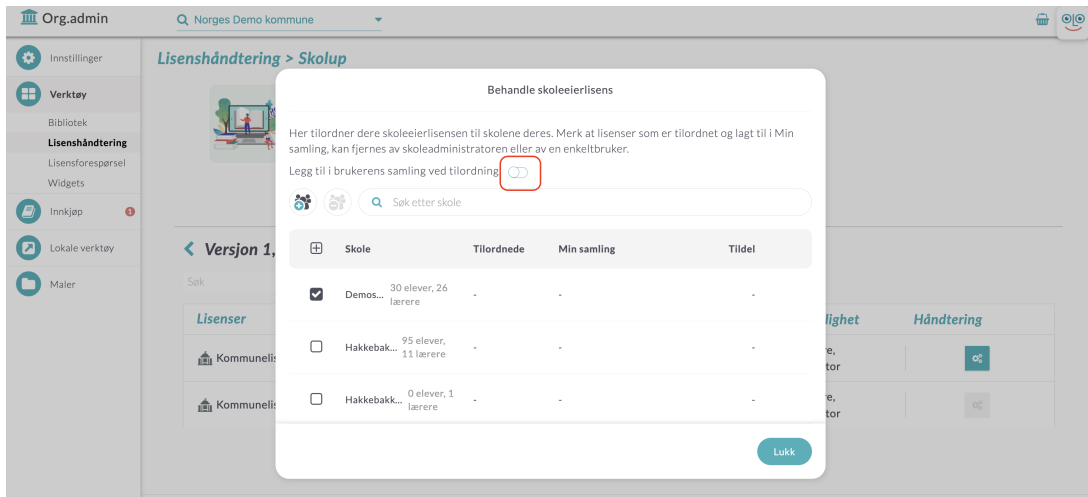 Org.admin
Norges Demo kommune
Innstillinger
Verktøy
Bibliotek
Lisenshåndtering
Lisensforespørsel
Widgets
Innkjøp 1
Lokale verktøy
Maler
Lisenshåndtering > Skolup
Behandle skoleeierlisens
Her tilordner dere skoleeierlisensen til skolene deres. Merk at lisenser som er tilordnet og lagt til i Min
samling, kan fjernes av skoleadministratoren eller av en enkeltbruker.
Legg til i brukerens samling ved tilordning
Søk etter skole
Skole Tilordnede Min samling Tildel
Demos... 30 elever, 26
lærere - - -
Hakkebak... 95 elever,
11 lærere - - -
Hakkebakk... 0 elever, 1
lærere - - -
Lukk
Versjon 1,
Søk
Lisenser lighet Håndtering
Kommunelis re,
tor
Kommunelis re,
tor